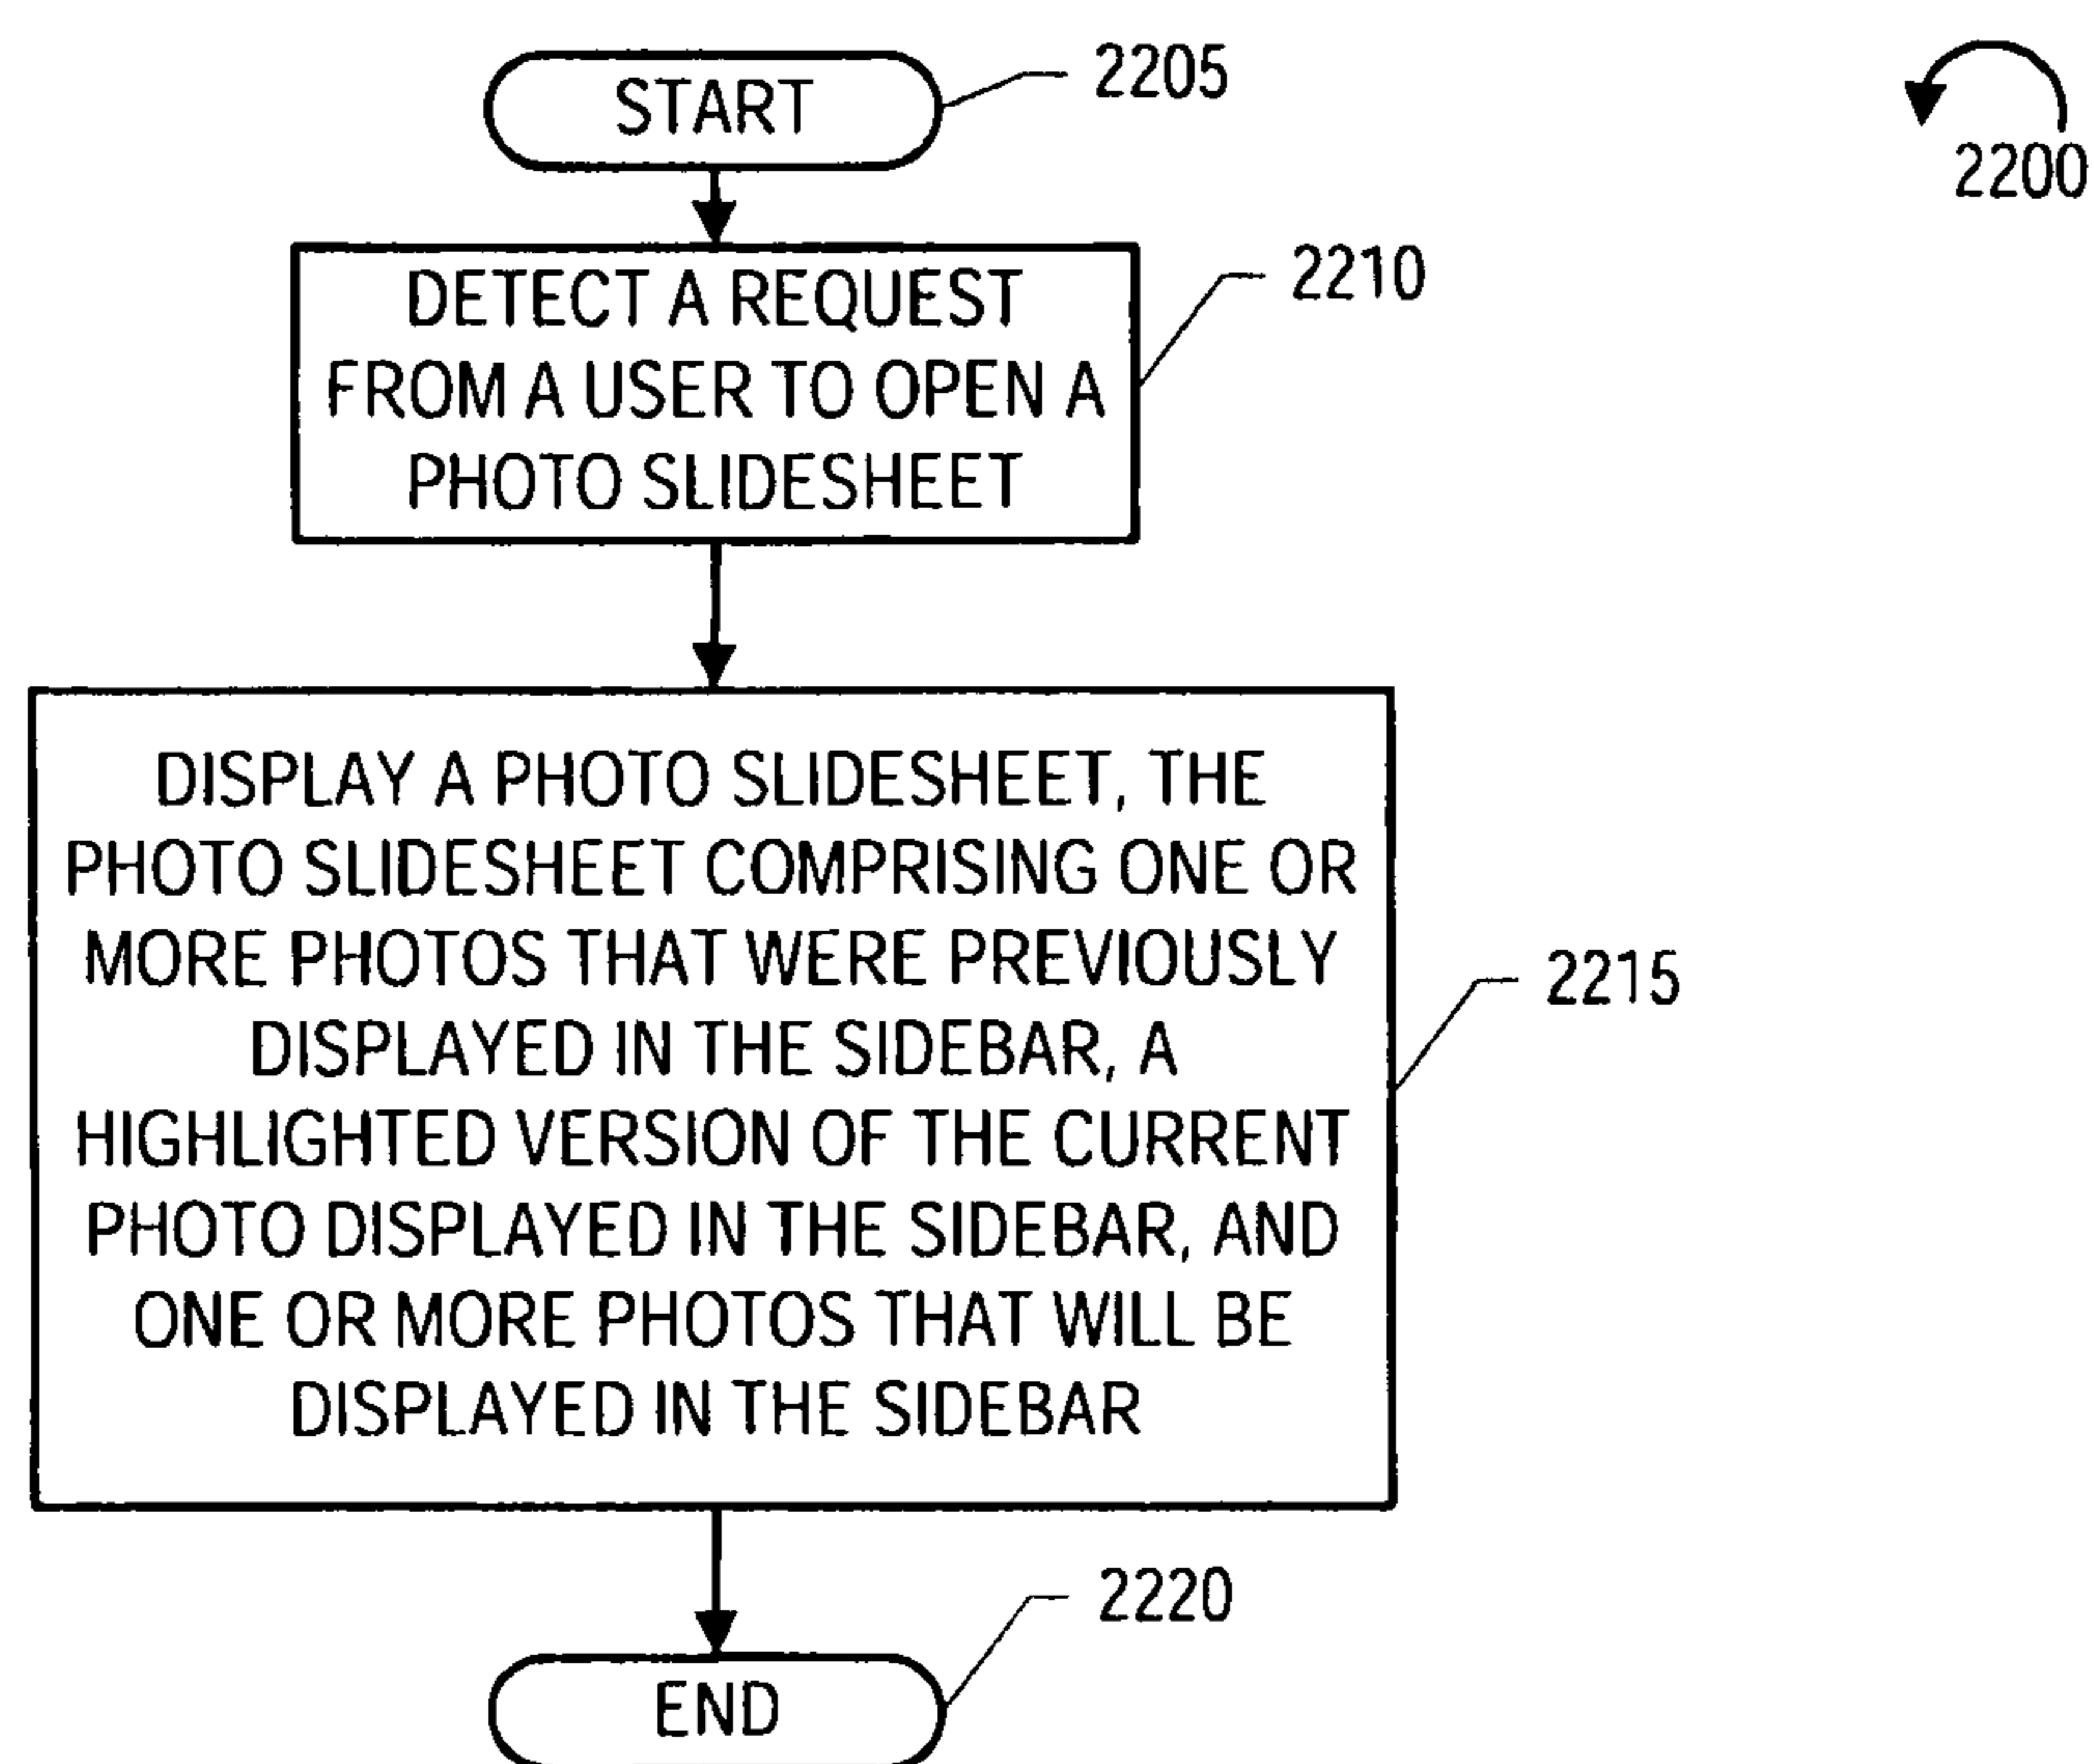 START
2205
2200
DETECT A REQUEST
FROM A USER TO OPEN A
PHOTO SLIDESHEET
2210
DISPLAY A PHOTO SLIDESHEET, THE
PHOTO SLIDESHEET COMPRISING ONE OR
MORE PHOTOS THAT WERE PREVIOUSLY
DISPLAYED IN THE SIDEBAR, A
HIGHLIGHTED VERSION OF THE CURRENT
PHOTO DISPLAYED IN THE SIDEBAR, AND
ONE OR MORE PHOTOS THAT WILL BE
DISPLAYED IN THE SIDEBAR
2215
2220
END